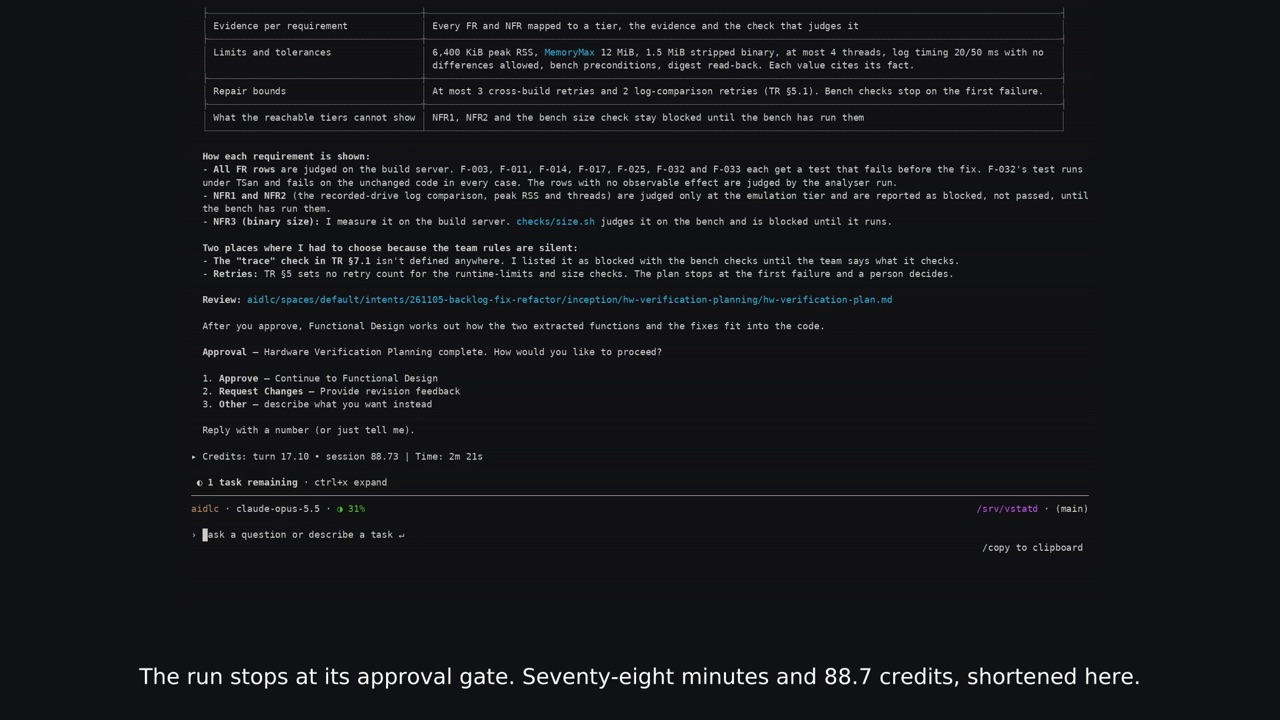 Evidence per requirement Every FR and NFR mapped to a tier, the evidence and the check that judges it
Limits and tolerances 6,400 KiB peak RSS, MemoryMax 12 MiB, 1.5 MiB stripped binary, at most 4 threads, log timing 20/50 ms with no
differences allowed, bench preconditions, digest read-back. Each value cites its fact.
Repair bounds At most 3 cross-build retries and 2 log-comparison retries (TR §5.1). Bench checks stop on the first failure.
What the reachable tiers cannot show NFR1, NFR2 and the bench size check stay blocked until the bench has run them
How each requirement is shown:
- All FR rows are judged on the build server. F-003, F-011, F-014, F-017, F-025, F-032 and F-033 each get a test that fails before the fix. F-032's test runs
under TSan and fails on the unchanged code in every case. The rows with no observable effect are judged by the analyser run.
- NFR1 and NFR2 (the recorded-drive log comparison, peak RSS and threads) are judged only at the emulation tier and are reported as blocked, not passed, until
the bench has run them.
- NFR3 (binary size): I measure it on the build server. checks/size.sh judges it on the bench and is blocked until it runs.
Two places where I had to choose because the team rules are silent:
- The "trace" check in TR §7.1 isn't defined anywhere. I listed it as blocked with the bench checks until the team says what it checks.
- Retries: TR §5 sets no retry count for the runtime-limits and size checks. The plan stops at the first failure and a person decides.
Review: aidlc/spaces/default/intents/261105-backlog-fix-refactor/inception/hw-verification-planning/hw-verification-plan.md
After you approve, Functional Design works out how the two extracted functions and the fixes fit into the code.
Approval — Hardware Verification Planning complete. How would you like to proceed?
1. Approve — Continue to Functional Design
2. Request Changes — Provide revision feedback
3. Other — describe what you want instead
Reply with a number (or just tell me).
▸ Credits: turn 17.10 • session 88.73 | Time: 2m 21s
◐ 1 task remaining · ctrl+x expand
aidlc · claude-opus-5.5 · ◑ 31% /srv/vstatd · (main)
› ask a question or describe a task ↵
/copy to clipboard
The run stops at its approval gate. Seventy-eight minutes and 88.7 credits, shortened here.